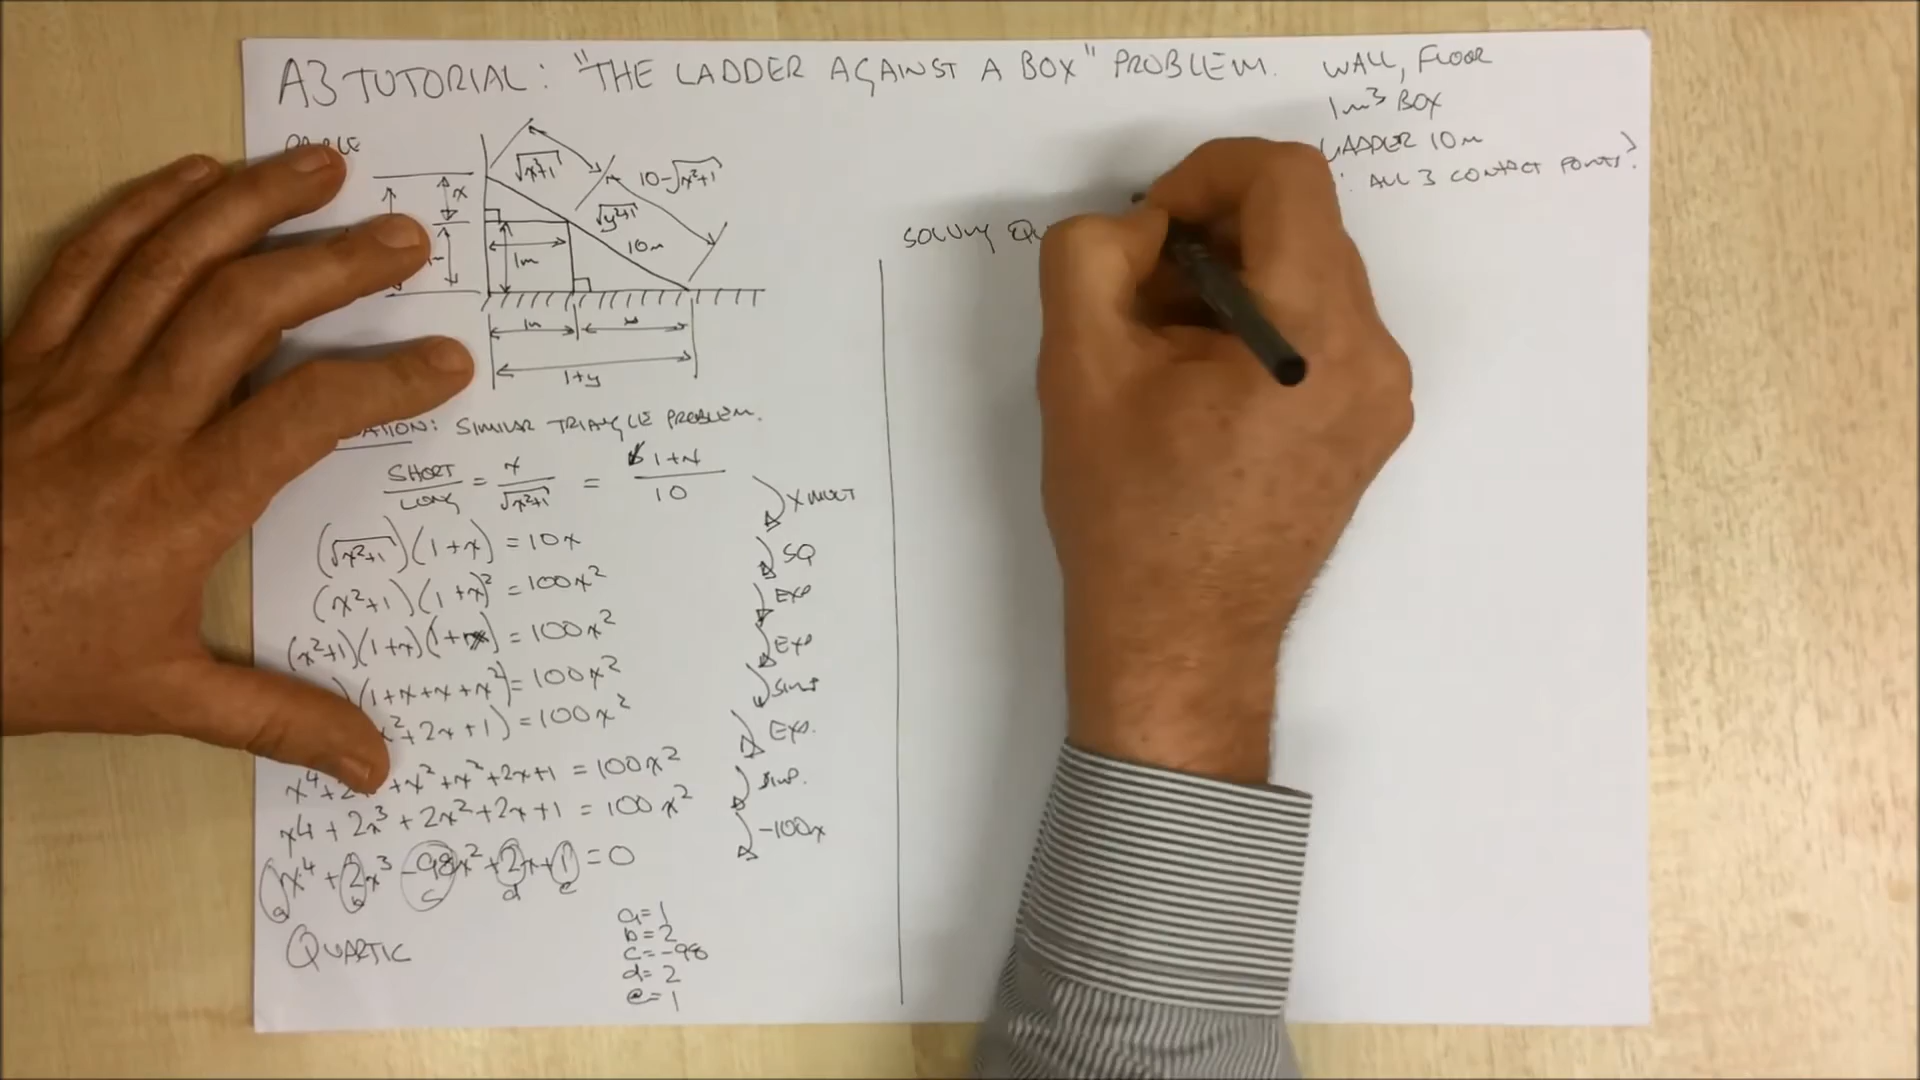 A3 TUTORIAL: "THE LADDER AGAINST A BOX" PROBLEM.
WALL, FLOOR
1m³ BOX
LADDER 10m
ALL 3 CONTACT POINTS?
√x²+1
10-√x²+1
x
√y²+1
10m
1m
1m
1+y
SIMILAR TRIANGLE PROBLEM.
SHORT/LONG = x/√x²+1 = 1+x/10
X MULT
(√x²+1)(1+x) = 10x
SQ
(x²+1)(1+x)² = 100x²
EXP
(x²+1)(1+x)(1+x) = 100x²
EXP
(1+x+x+x²) = 100x²
SIMP
x²+2x+1) = 100x²
EXP.
x⁴+2 +x²+x²+2x+1 = 100x²
SIMP.
x4 + 2x³ + 2x² + 2x + 1 = 100x²
-100x
x⁴ + 2x³ -98x² + 2x + 1 = 0
a b c d e
QUARTIC
a=1
b=2
c=-98
d=2
e=1
SOLVING